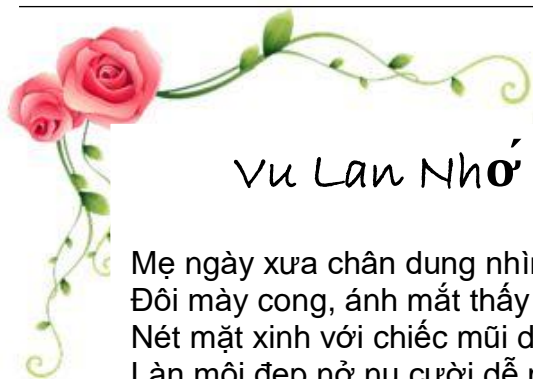 Vu Lan Nhớ
Mẹ ngày xưa chân dung nhìn
Đôi mày cong, ánh mắt thấy
Nét mặt xinh với chiếc mũi
Làn môi đẹp nở nụ cười dễ